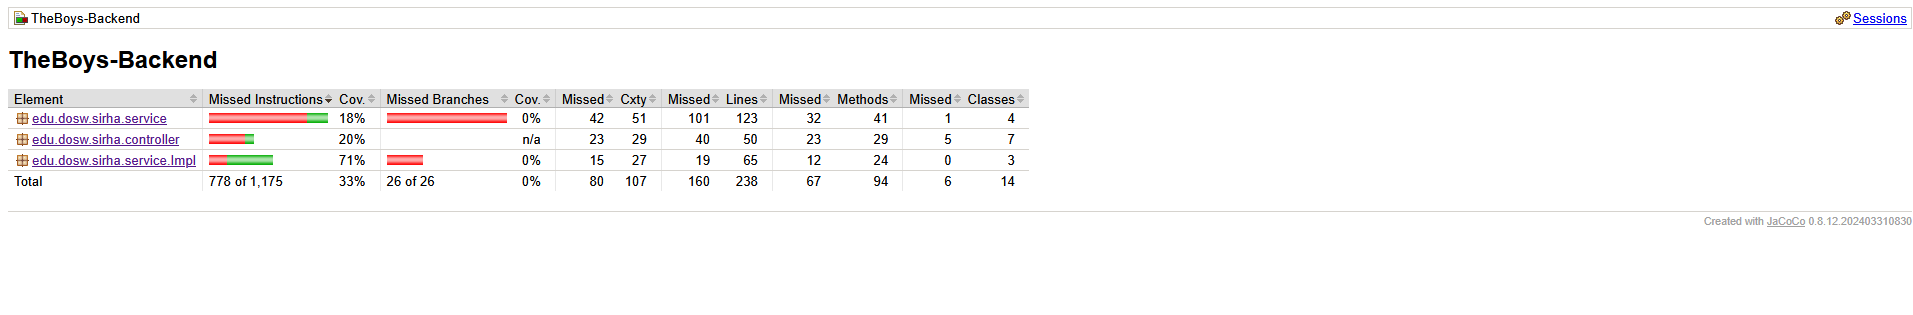 TheBoys-Backend Sessions
TheBoys-Backend
Element Missed Instructions Cov. Missed Branches Cov. Missed Cxty Missed Lines Missed Methods Missed Classes
edu.dosw.sirha.service 18% 0% 42 51 101 123 32 41 1 4
edu.dosw.sirha.controller 20% n/a 23 29 40 50 23 29 5 7
edu.dosw.sirha.service.Impl 71% 0% 15 27 19 65 12 24 0 3
Total 778 of 1,175 33% 26 of 26 0% 80 107 160 238 67 94 6 14
Created with JaCoCo 0.8.12.202403310830